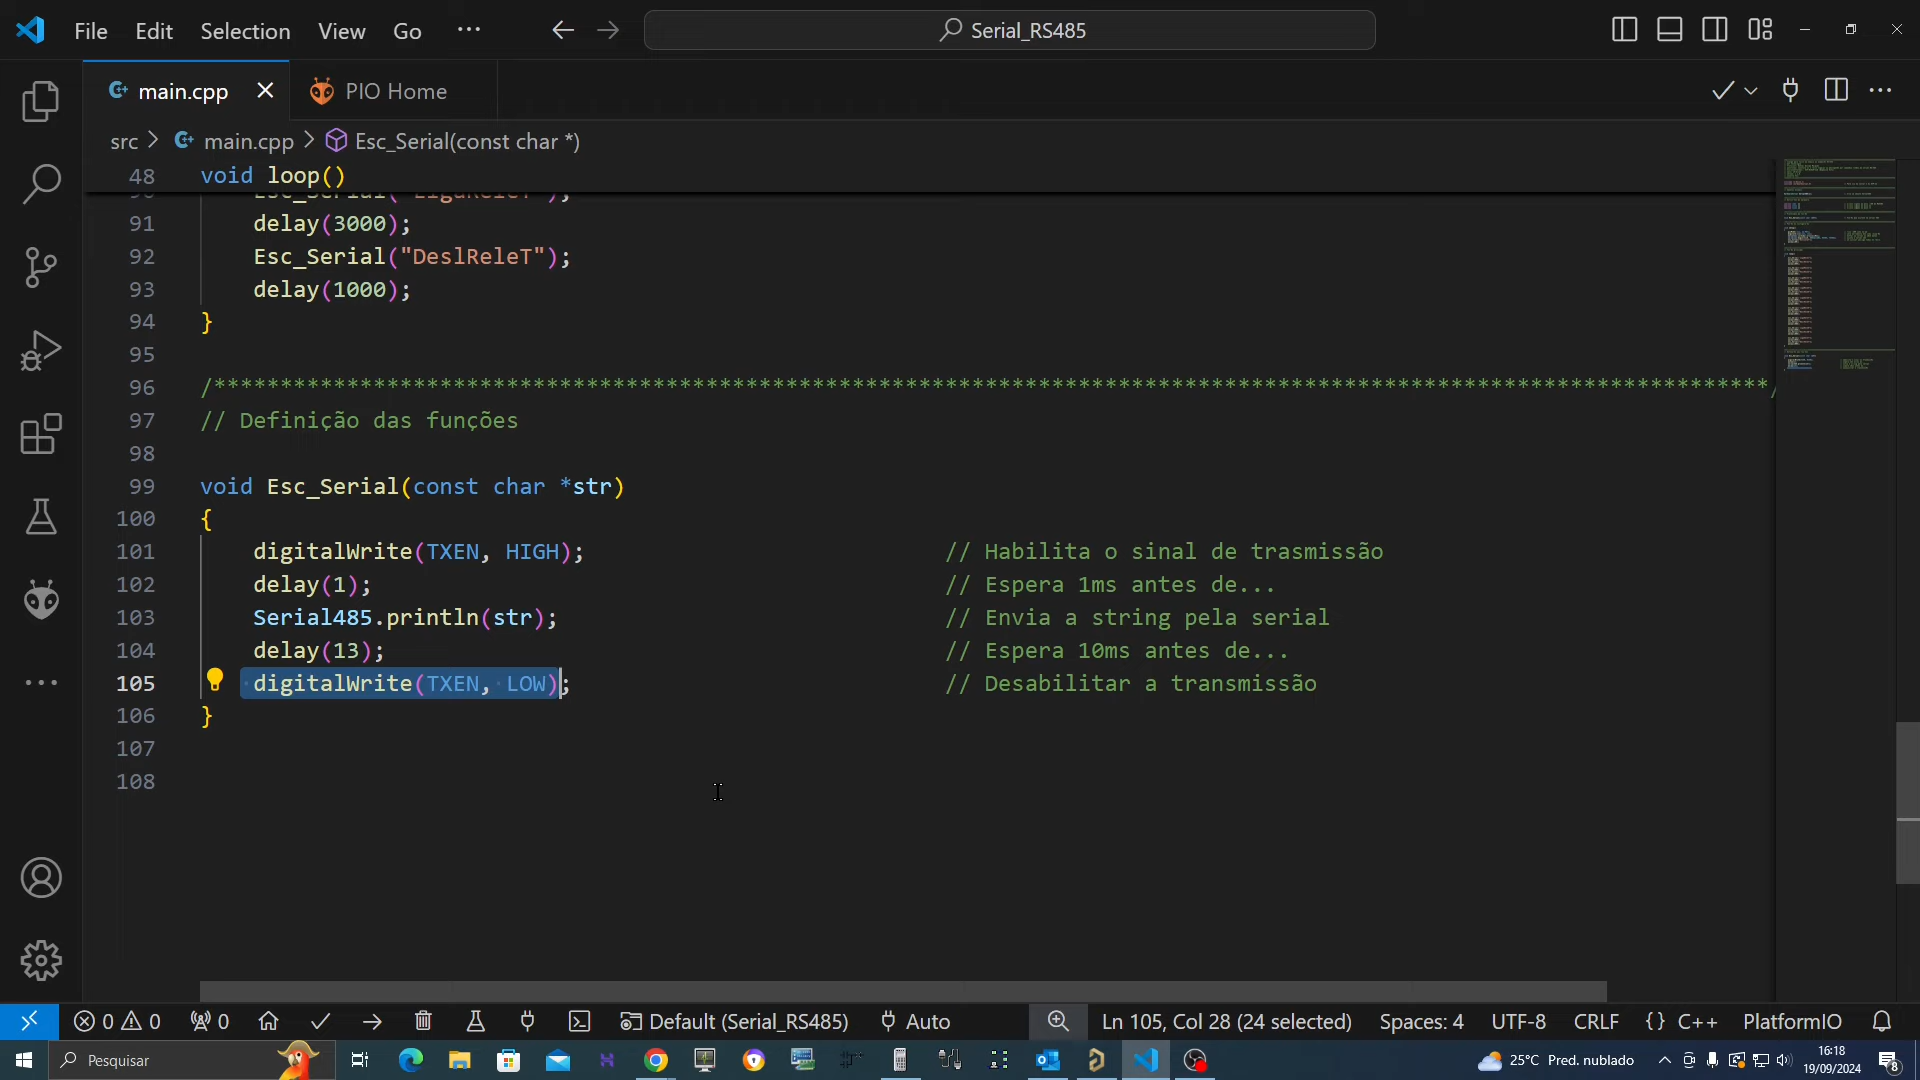 File Edit Selection View Go ··· Serial_RS485
main.cpp PIO Home
src > main.cpp > Esc_Serial(const char *)
48 void loop()
90 Esc_Serial("LigaReleT");
91 delay(3000);
92 Esc_Serial("DeslReleT");
93 delay(1000);
94 }
95
96 /***********************************************************************************************************************/
97 // Definição das funções
98
99 void Esc_Serial(const char *str)
100 {
101 digitalWrite(TXEN, HIGH); // Habilita o sinal de trasmissão
102 delay(1); // Espera 1ms antes de...
103 Serial485.println(str); // Envia a string pela serial
104 delay(13); // Espera 10ms antes de...
105 digitalWrite(TXEN, LOW); // Desabilitar a transmissão
106 }
107
108
0 0 0 Default (Serial_RS485) Auto Ln 105, Col 28 (24 selected) Spaces: 4 UTF-8 CRLF {} C++ PlatformIO
Pesquisar 25°C Pred. nublado 16:18
19/09/2024 8